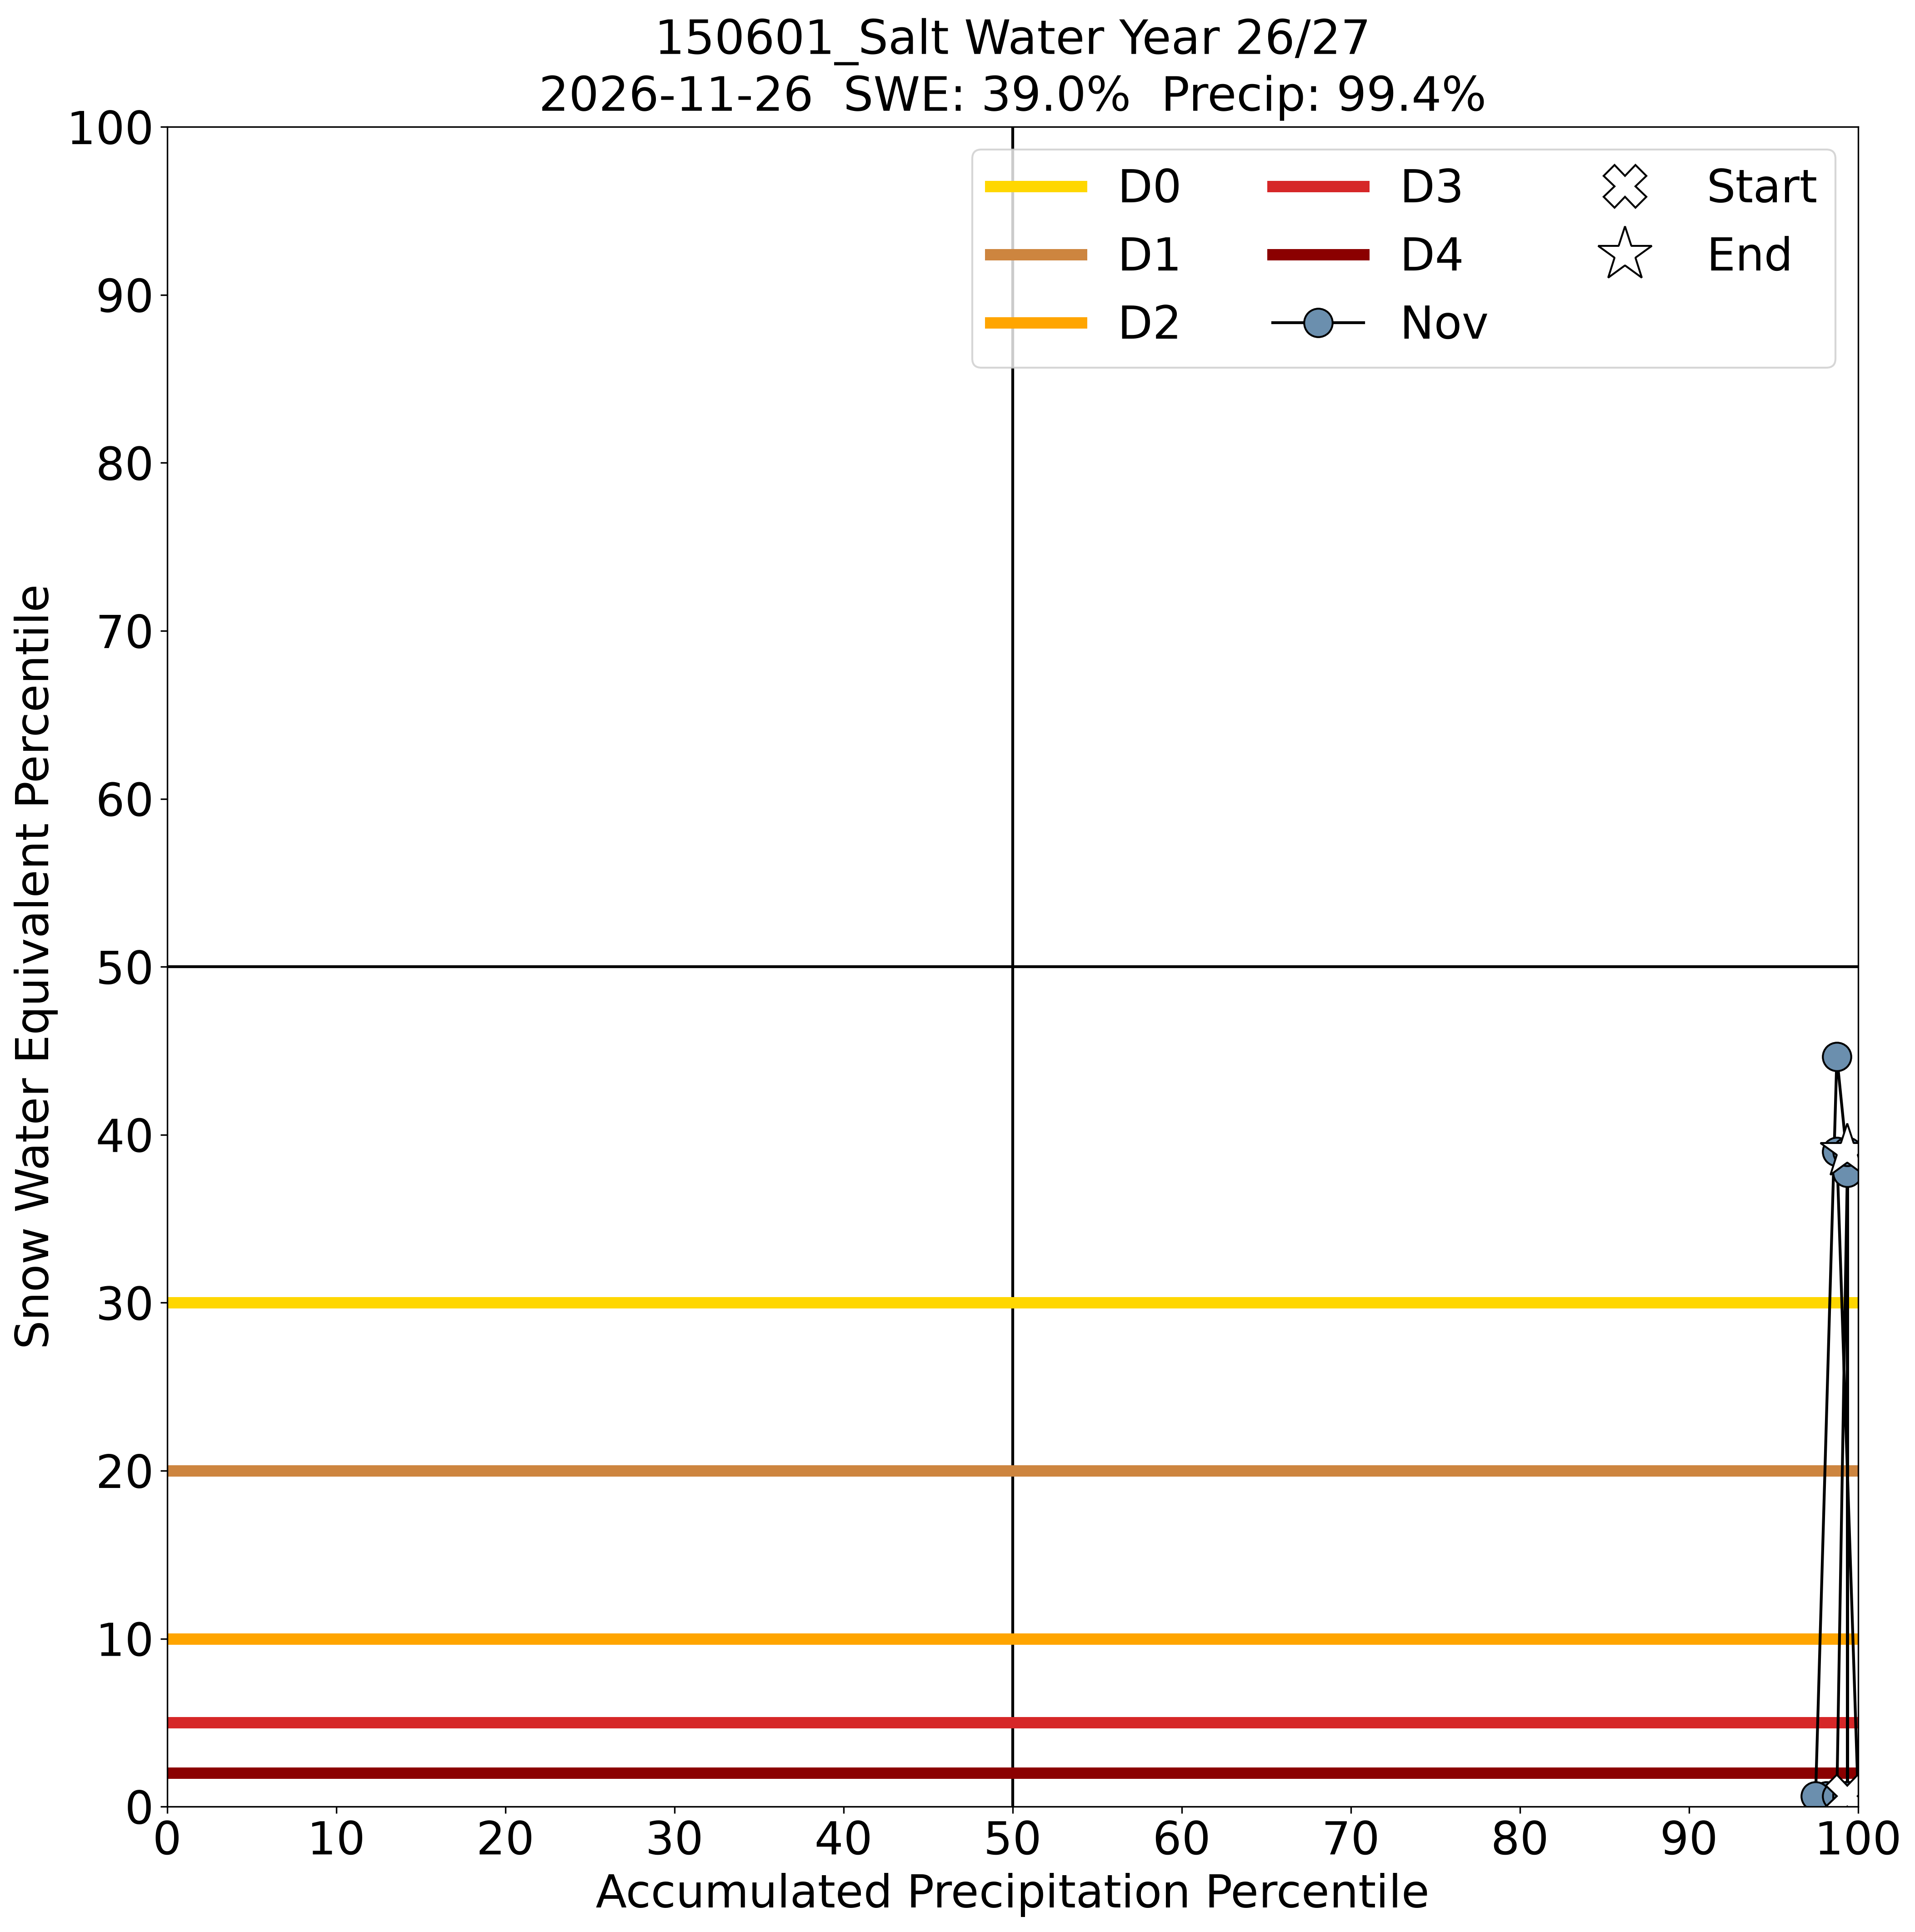 150601_Salt Water Year 26/27
2026-11-26  SWE: 39.0%  Precip: 99.4%
100
90
80
70
60
50
40
30
20
10
0
Snow Water Equivalent Percentile
D0
D1
D2
D3
D4
Nov
Start
End
0 10 20 30 40 50 60 70 80 90 100
Accumulated Precipitation Percentile